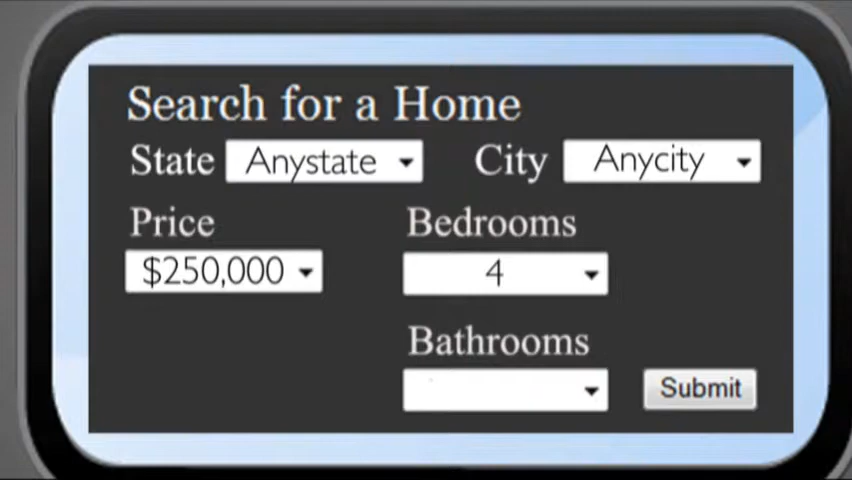 Search for a Home
State Anystate City Anycity
Price Bedrooms
$250,000 4
Bathrooms
Submit